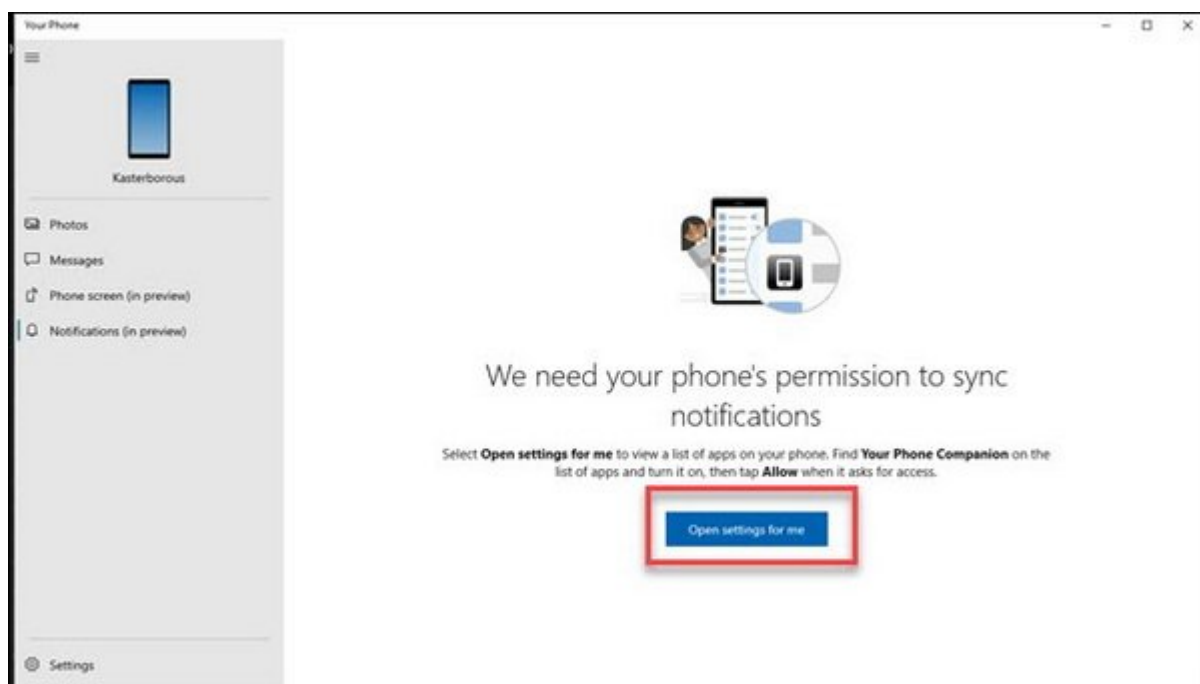 Your Phone
Kasterborous
Photos
Messages
Phone screen (in preview)
Notifications (in preview)
We need your phone's permission to sync
notifications
Select Open settings for me to view a list of apps on your phone. Find Your Phone Companion on the
list of apps and turn it on, then tap Allow when it asks for access.
Open settings for me
Settings